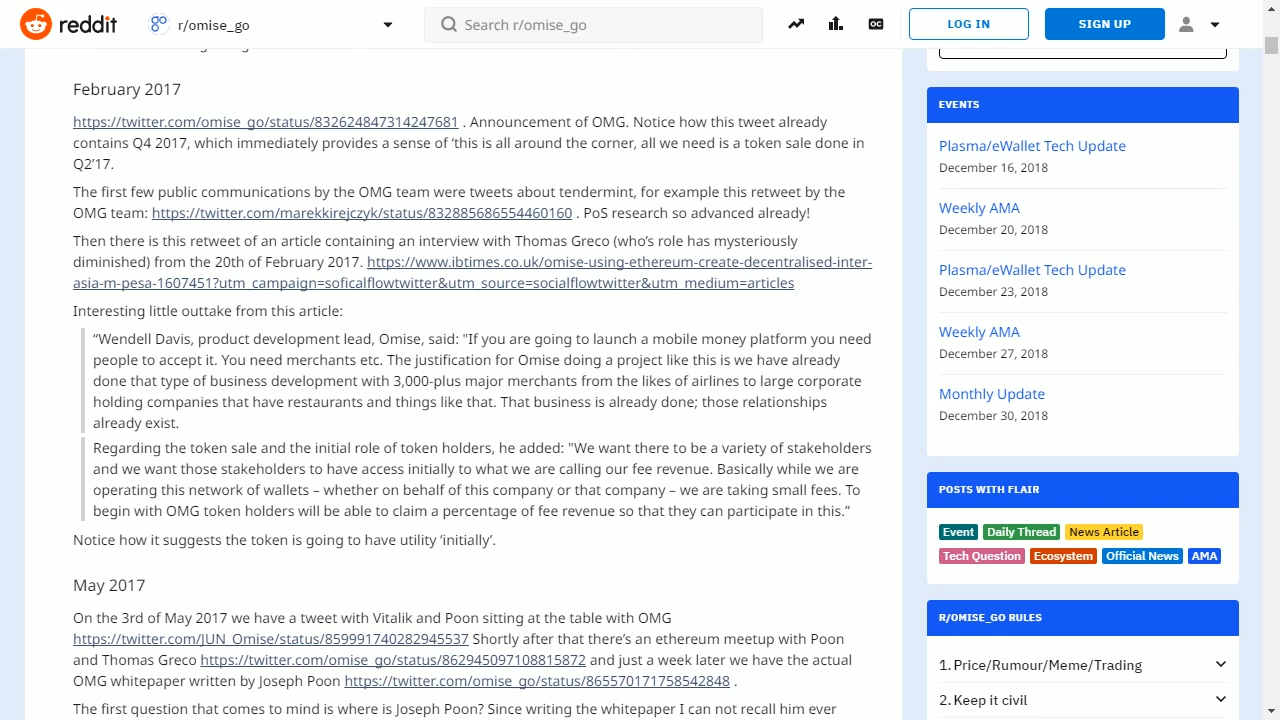 reddit
r/omise_go
Search r/omise_go
LOG IN
SIGN UP
February 2017
https://twitter.com/omise_go/status/832624847314247681 . Announcement of OMG. Notice how this tweet already
contains Q4 2017, which immediately provides a sense of ‘this is all around the corner, all we need is a token sale done in
Q2’17.
The first few public communications by the OMG team were tweets about tendermint, for example this retweet by the
OMG team: https://twitter.com/marekkirejczyk/status/832885686554460160 . PoS research so advanced already!
Then there is this retweet of an article containing an interview with Thomas Greco (who’s role has mysteriously
diminished) from the 20th of February 2017. https://www.ibtimes.co.uk/omise-using-ethereum-create-decentralised-inter-
asia-m-pesa-1607451?utm_campaign=soficalflowtwitter&utm_source=socialflowtwitter&utm_medium=articles
Interesting little outtake from this article:
“Wendell Davis, product development lead, Omise, said: "If you are going to launch a mobile money platform you need
people to accept it. You need merchants etc. The justification for Omise doing a project like this is we have already
done that type of business development with 3,000-plus major merchants from the likes of airlines to large corporate
holding companies that have restaurants and things like that. That business is already done; those relationships
already exist.
Regarding the token sale and the initial role of token holders, he added: "We want there to be a variety of stakeholders
and we want those stakeholders to have access initially to what we are calling our fee revenue. Basically while we are
operating this network of wallets – whether on behalf of this company or that company – we are taking small fees. To
begin with OMG token holders will be able to claim a percentage of fee revenue so that they can participate in this.”
Notice how it suggests the token is going to have utility ‘initially’.
May 2017
On the 3rd of May 2017 we have a tweet with Vitalik and Poon sitting at the table with OMG
https://twitter.com/JUN_Omise/status/859991740282945537 Shortly after that there’s an ethereum meetup with Poon
and Thomas Greco https://twitter.com/omise_go/status/862945097108815872 and just a week later we have the actual
OMG whitepaper written by Joseph Poon https://twitter.com/omise_go/status/865570171758542848 .
The first question that comes to mind is where is Joseph Poon? Since writing the whitepaper I can not recall him ever
EVENTS
Plasma/eWallet Tech Update
December 16, 2018
Weekly AMA
December 20, 2018
Plasma/eWallet Tech Update
December 23, 2018
Weekly AMA
December 27, 2018
Monthly Update
December 30, 2018
POSTS WITH FLAIR
Event Daily Thread News Article
Tech Question Ecosystem Official News AMA
R/OMISE_GO RULES
1. Price/Rumour/Meme/Trading
2. Keep it civil